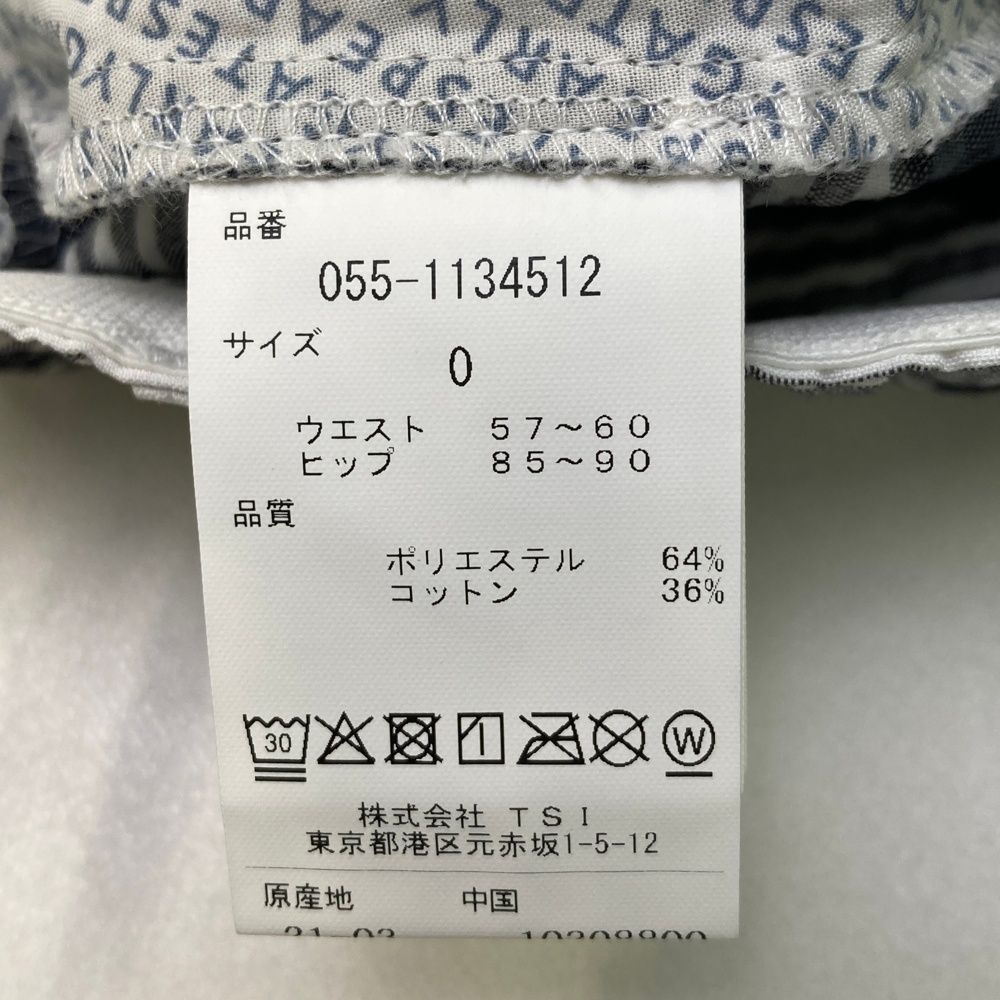 品番
055-1134512
サイズ
0
ウエスト 57~60
ヒップ 85~90
品質
ポリエステル 64%
コットン 36%
30
W
株式会社 TSI
東京都港区元赤坂1-5-12
原産地 中国